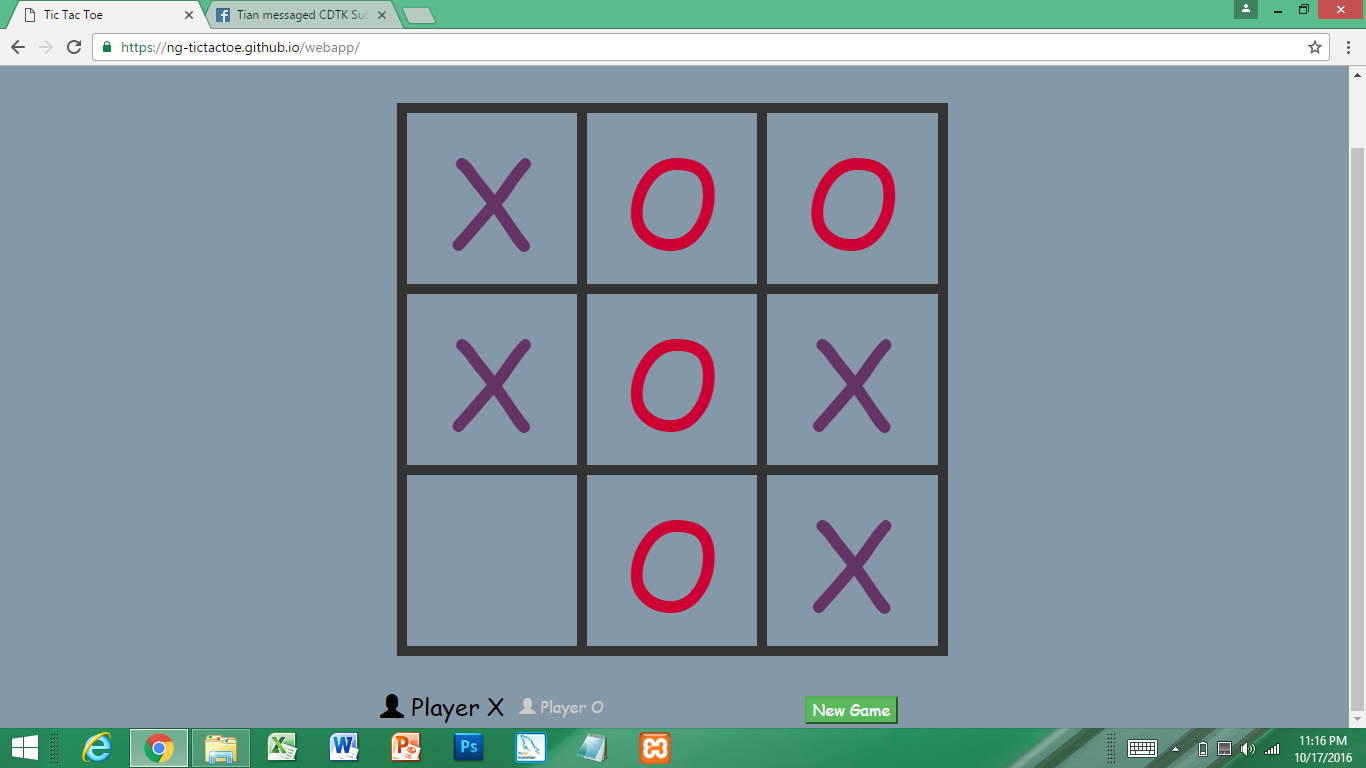 Tic Tac Toe
Tian messaged CDTK Sul
https://ng-tictactoe.github.io/webapp/
X O O
X O X
O X
Player X Player O New Game
11:16 PM
10/17/2016